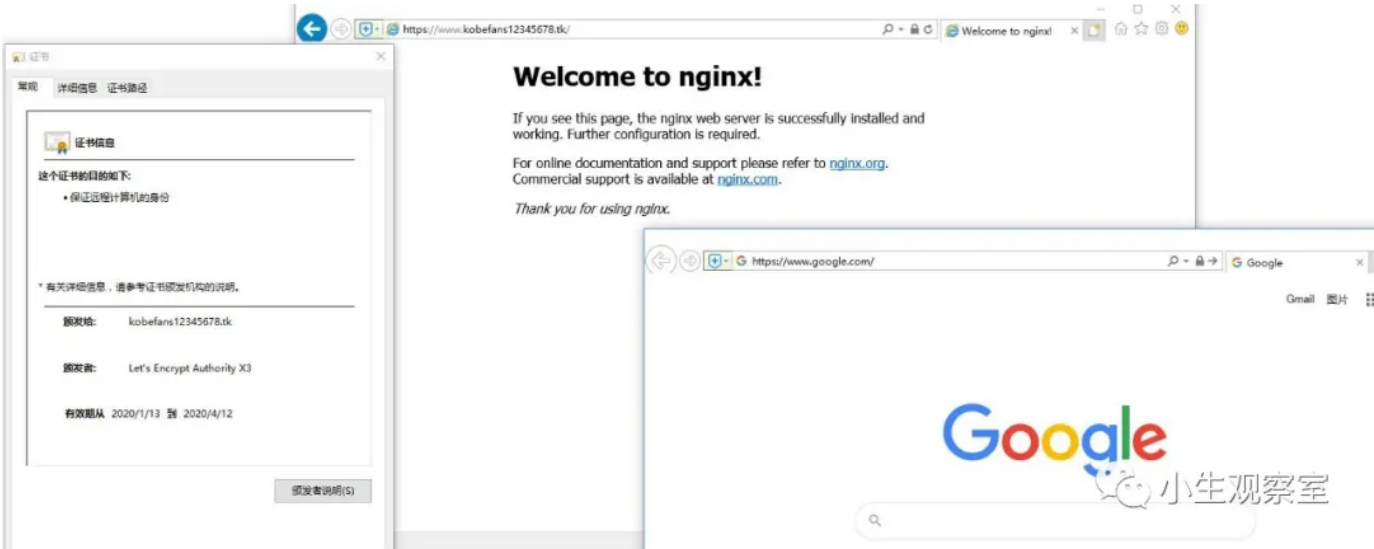 https://www.kobefans12345678.tk/
Welcome to nginx!
证书
常规 详细信息 证书路径
证书信息
这个证书的目的如下:
• 保证远程计算机的身份
* 有关详细信息，请参考证书颁发机构的说明。
颁发给: kobefans12345678.tk
颁发者: Let's Encrypt Authority X3
有效期从 2020/1/13 到 2020/4/12
颁发者说明(S)
Welcome to nginx!
If you see this page, the nginx web server is successfully installed and
working. Further configuration is required.
For online documentation and support please refer to nginx.org.
Commercial support is available at nginx.com.
Thank you for using nginx.
https://www.google.com/
Google
Gmail 图片
Google
小生观察室